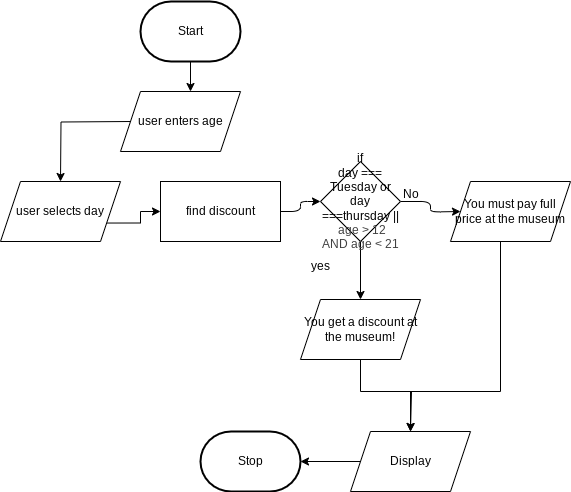 Start
user enters age
user selects day
find discount
if
day ===
Tuesday or
day
===thursday ||
age > 12
AND age < 21
No
You must pay full
price at the museum
yes
You get a discount at
the museum!
Stop
Display